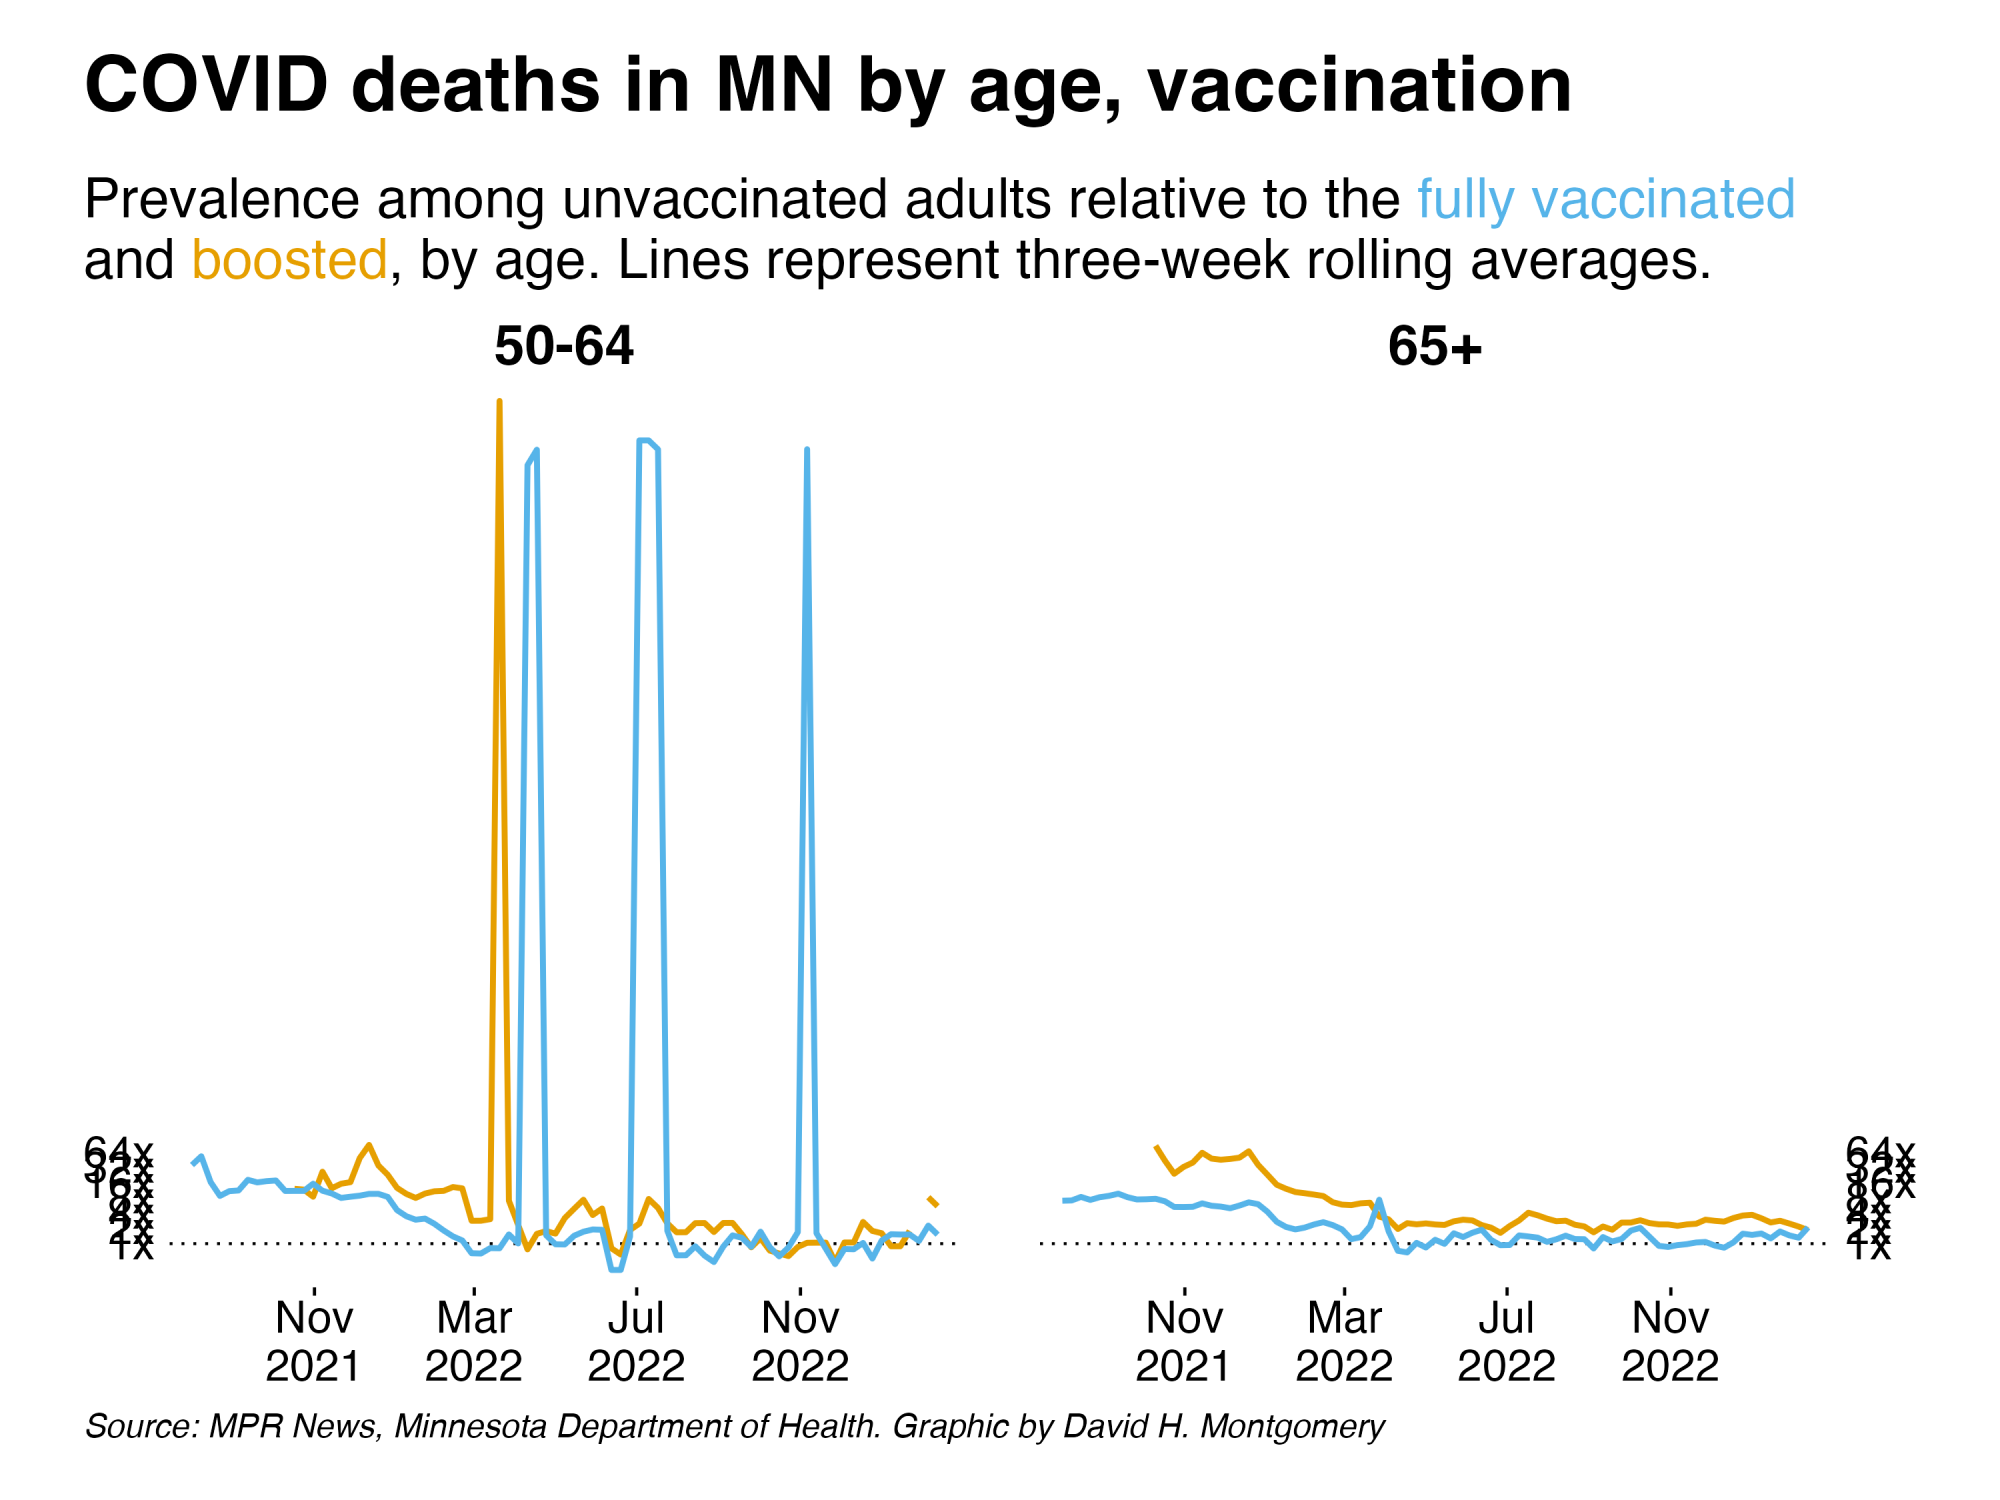 COVID deaths in MN by age, vaccination
Prevalence among unvaccinated adults relative to the fully vaccinated
and boosted, by age. Lines represent three-week rolling averages.
50-64
65+
64x
32x
16x
8x
4x
2x
1x
64x
32x
16x
8x
4x
2x
1x
Nov Mar Jul Nov
2021 2022 2022 2022
Nov Mar Jul Nov
2021 2022 2022 2022
Source: MPR News, Minnesota Department of Health. Graphic by David H. Montgomery